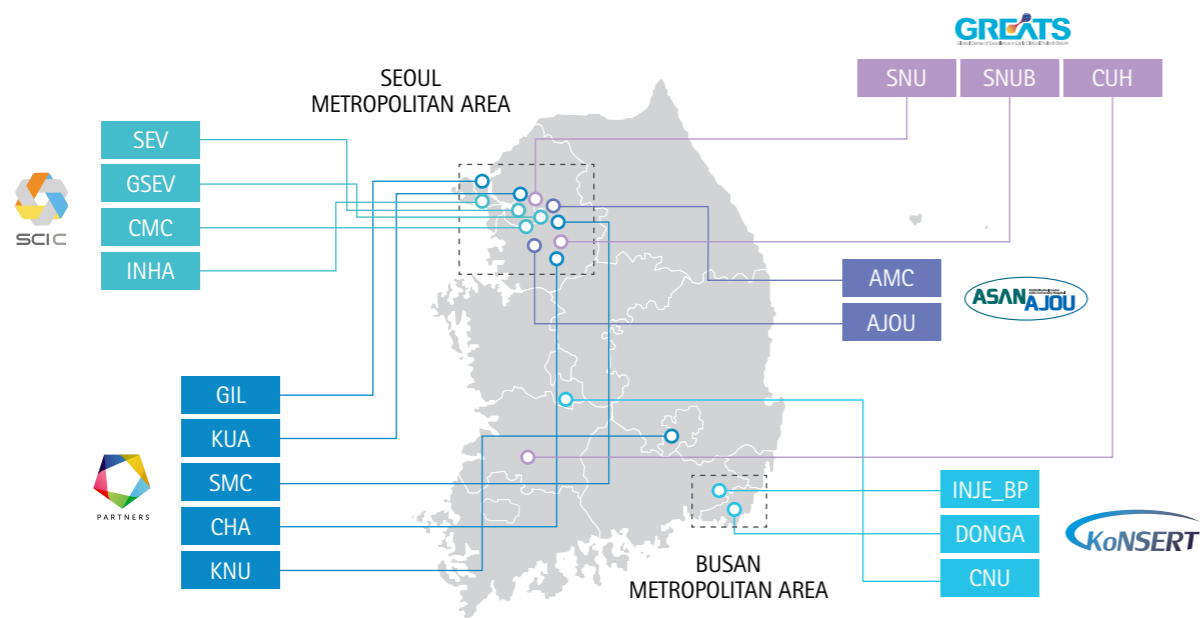 GREATS
SNU
SNUB
CUH
SEOUL
METROPOLITAN AREA
SEV
GSEV
CMC
INHA
SCIC
AMC
AJOU
ASAN
AJOU
GIL
KUA
SMC
CHA
KNU
PARTNERS
INJE_BP
DONGA
CNU
KoNSERT
BUSAN
METROPOLITAN AREA